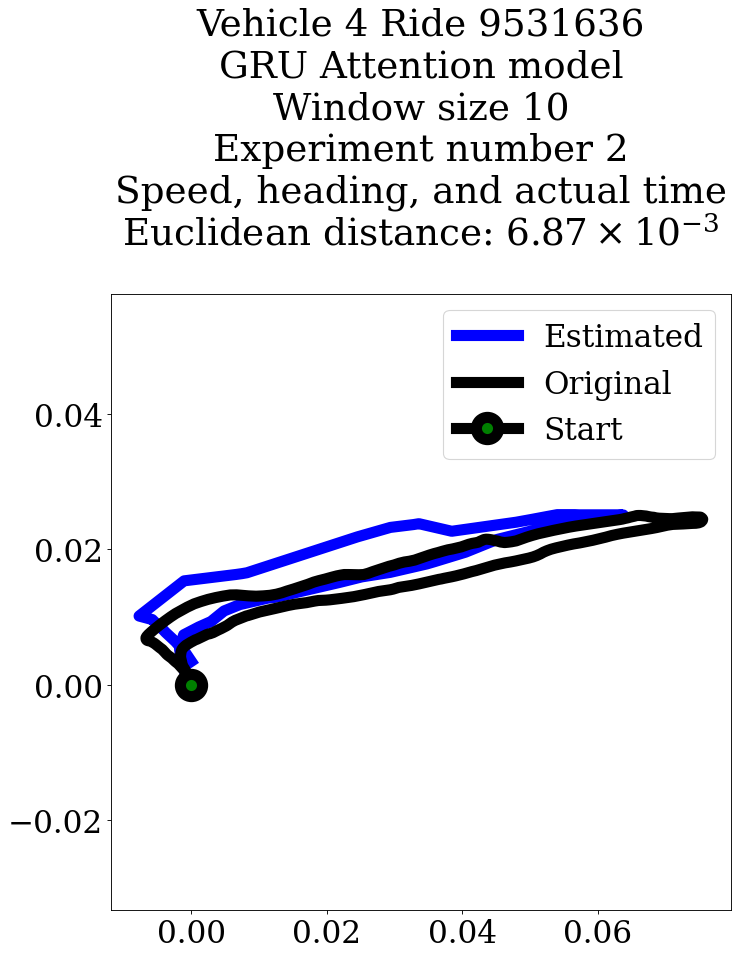 Vehicle 4 Ride 9531636
GRU Attention model
Window size 10
Experiment number 2
Speed, heading, and actual time
Euclidean distance: 6.87 × 10⁻³
Estimated
Original
Start
0.04
0.02
0.00
−0.02
0.00 0.02 0.04 0.06